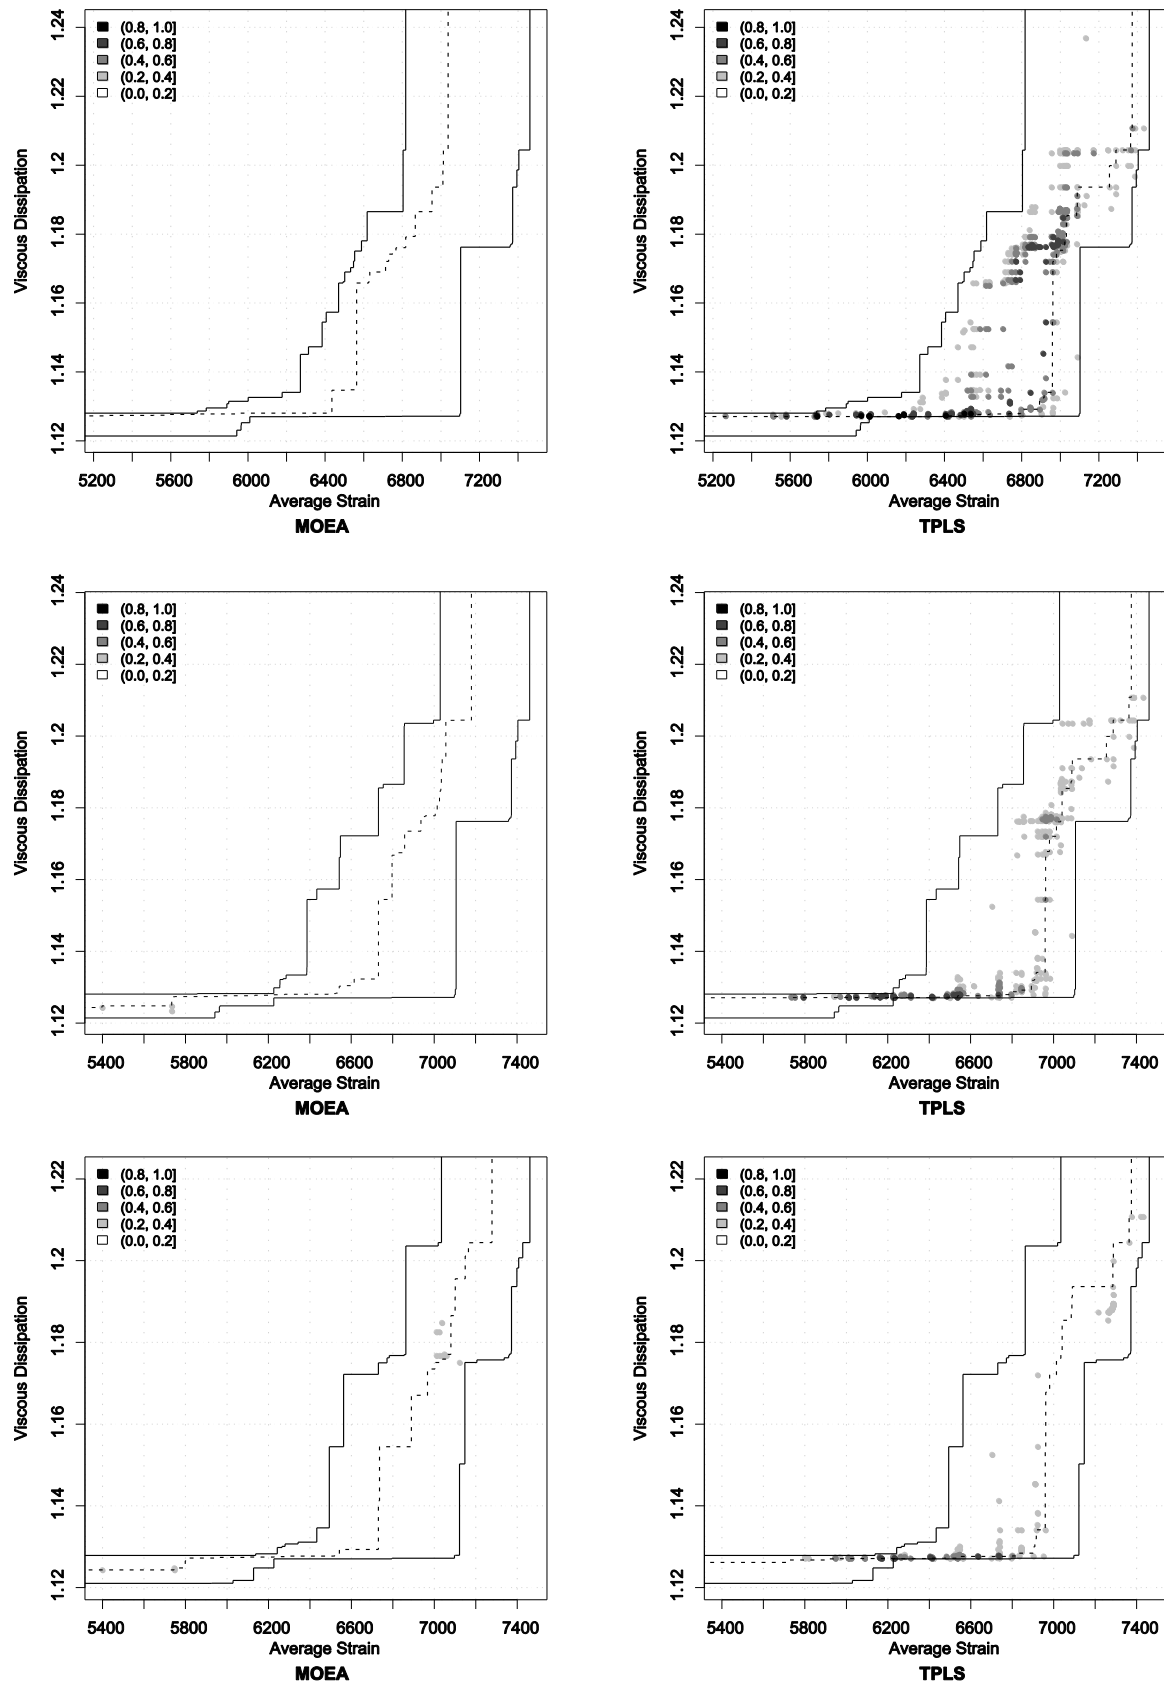 (0.8, 1.0]
(0.6, 0.8]
(0.4, 0.6]
(0.2, 0.4]
(0.0, 0.2]
Viscous Dissipation
1.12 1.14 1.16 1.18 1.2 1.22 1.24
5200 5600 6000 6400 6800 7200
Average Strain
MOEA
(0.8, 1.0]
(0.6, 0.8]
(0.4, 0.6]
(0.2, 0.4]
(0.0, 0.2]
Viscous Dissipation
1.12 1.14 1.16 1.18 1.2 1.22 1.24
5200 5600 6000 6400 6800 7200
Average Strain
TPLS
(0.8, 1.0]
(0.6, 0.8]
(0.4, 0.6]
(0.2, 0.4]
(0.0, 0.2]
Viscous Dissipation
1.12 1.14 1.16 1.18 1.2 1.22 1.24
5400 5800 6200 6600 7000 7400
Average Strain
MOEA
(0.8, 1.0]
(0.6, 0.8]
(0.4, 0.6]
(0.2, 0.4]
(0.0, 0.2]
Viscous Dissipation
1.12 1.14 1.16 1.18 1.2 1.22 1.24
5400 5800 6200 6600 7000 7400
Average Strain
TPLS
(0.8, 1.0]
(0.6, 0.8]
(0.4, 0.6]
(0.2, 0.4]
(0.0, 0.2]
Viscous Dissipation
1.12 1.14 1.16 1.18 1.2 1.22
5400 5800 6200 6600 7000 7400
Average Strain
MOEA
(0.8, 1.0]
(0.6, 0.8]
(0.4, 0.6]
(0.2, 0.4]
(0.0, 0.2]
Viscous Dissipation
1.12 1.14 1.16 1.18 1.2 1.22
5400 5800 6200 6600 7000 7400
Average Strain
TPLS